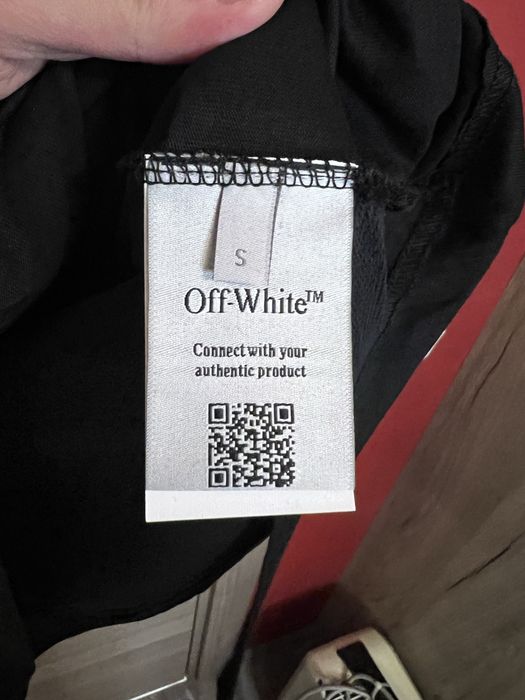 S
Off-White™
Connect with your
authentic product